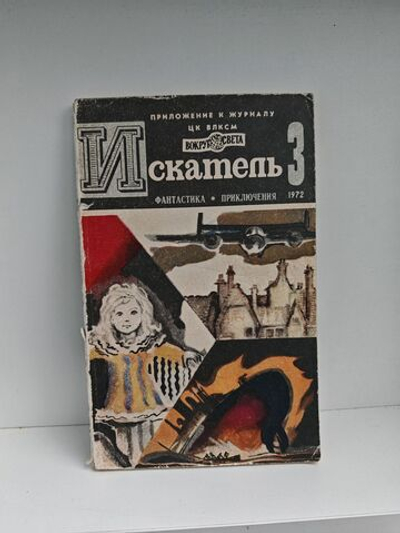 ПРИЛОЖЕНИЕ К ЖУРНАЛУ
ЦК ВЛКСМ
ВОКРУГ СВЕТА
Искатель 3
ФАНТАСТИКА • ПРИКЛЮЧЕНИЯ 1972